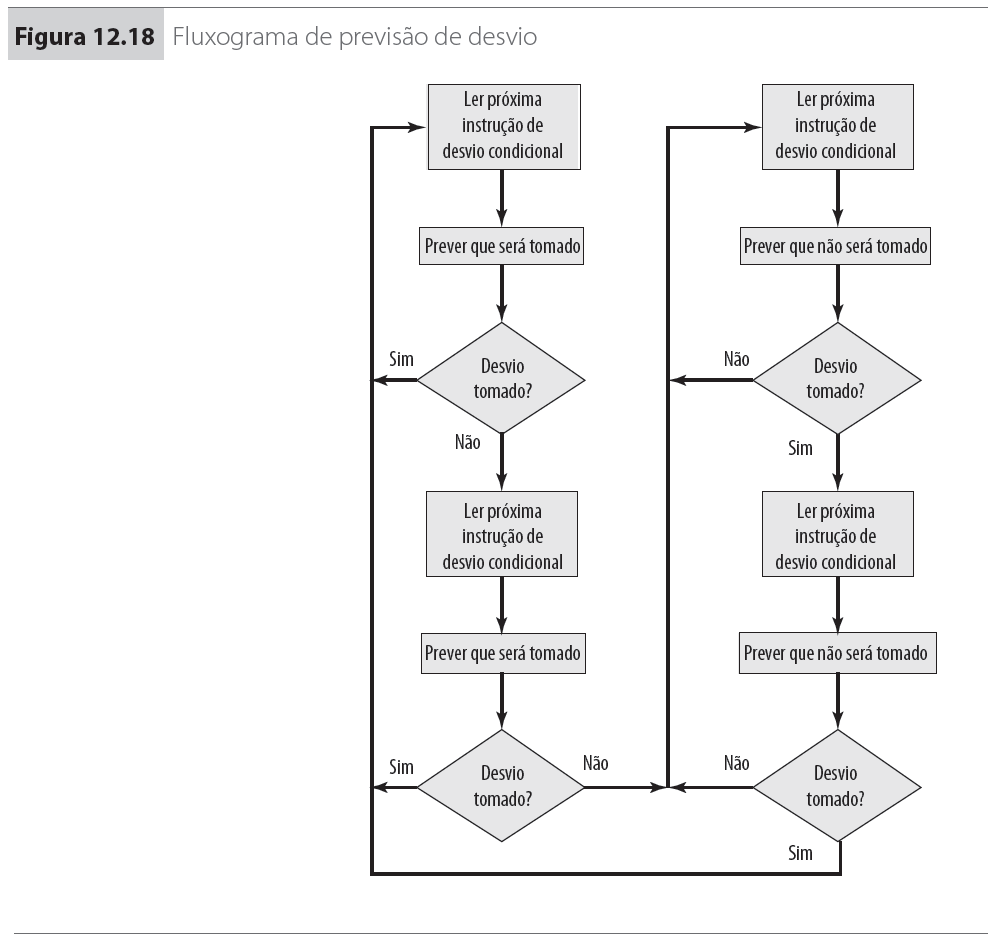 Figura 12.18 Fluxograma de previsão de desvio
Ler próxima
instrução de
desvio condicional
Prever que será tomado
Desvio
tomado?
Sim
Não
Ler próxima
instrução de
desvio condicional
Prever que será tomado
Desvio
tomado?
Sim
Não
Ler próxima
instrução de
desvio condicional
Prever que não será tomado
Desvio
tomado?
Não
Sim
Ler próxima
instrução de
desvio condicional
Prever que não será tomado
Desvio
tomado?
Não
Sim